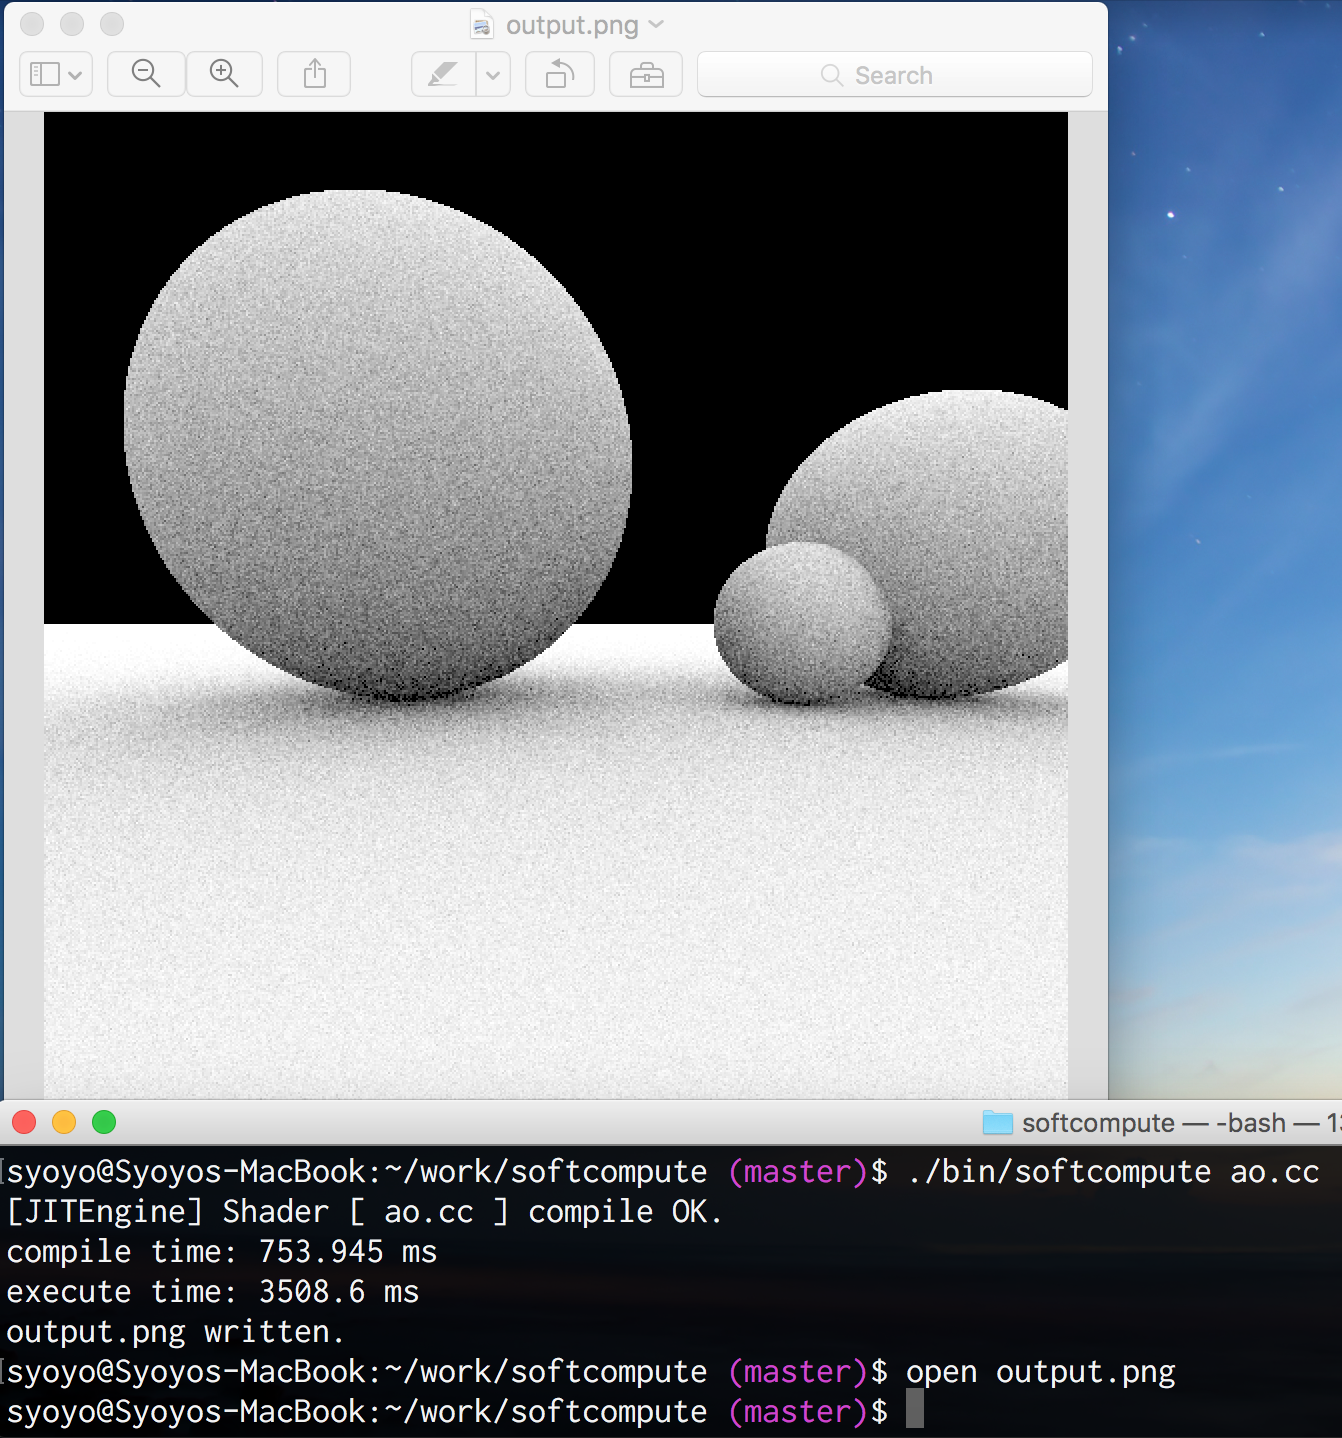 output.png
Search
softcompute — -bash — 13
syoyo@Syoyos-MacBook:~/work/softcompute (master)$ ./bin/softcompute ao.cc
[JITEngine] Shader [ ao.cc ] compile OK.
compile time: 753.945 ms
execute time: 3508.6 ms
output.png written.
syoyo@Syoyos-MacBook:~/work/softcompute (master)$ open output.png
syoyo@Syoyos-MacBook:~/work/softcompute (master)$